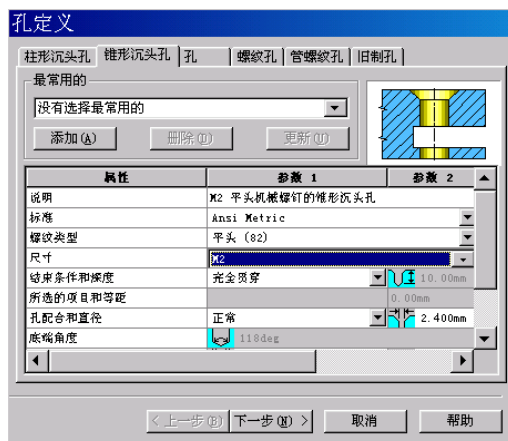 孔定义
柱形沉头孔 锥形沉头孔 孔 螺纹孔 管螺纹孔 旧制孔
最常用的
没有选择最常用的
添加(A) 删除(D) 更新(U)
属性 参数 1 参数 2
说明 M2 平头机械螺钉的锥形沉头孔
标准 Ansi Metric
螺纹类型 平头 (82)
尺寸 M2
结束条件和深度 完全贯穿 10.00mm
所选的项目和等距 0.00mm
孔配合和直径 正常 2.400mm
底端角度 118deg
< 上一步(B) 下一步(N) > 取消 帮助